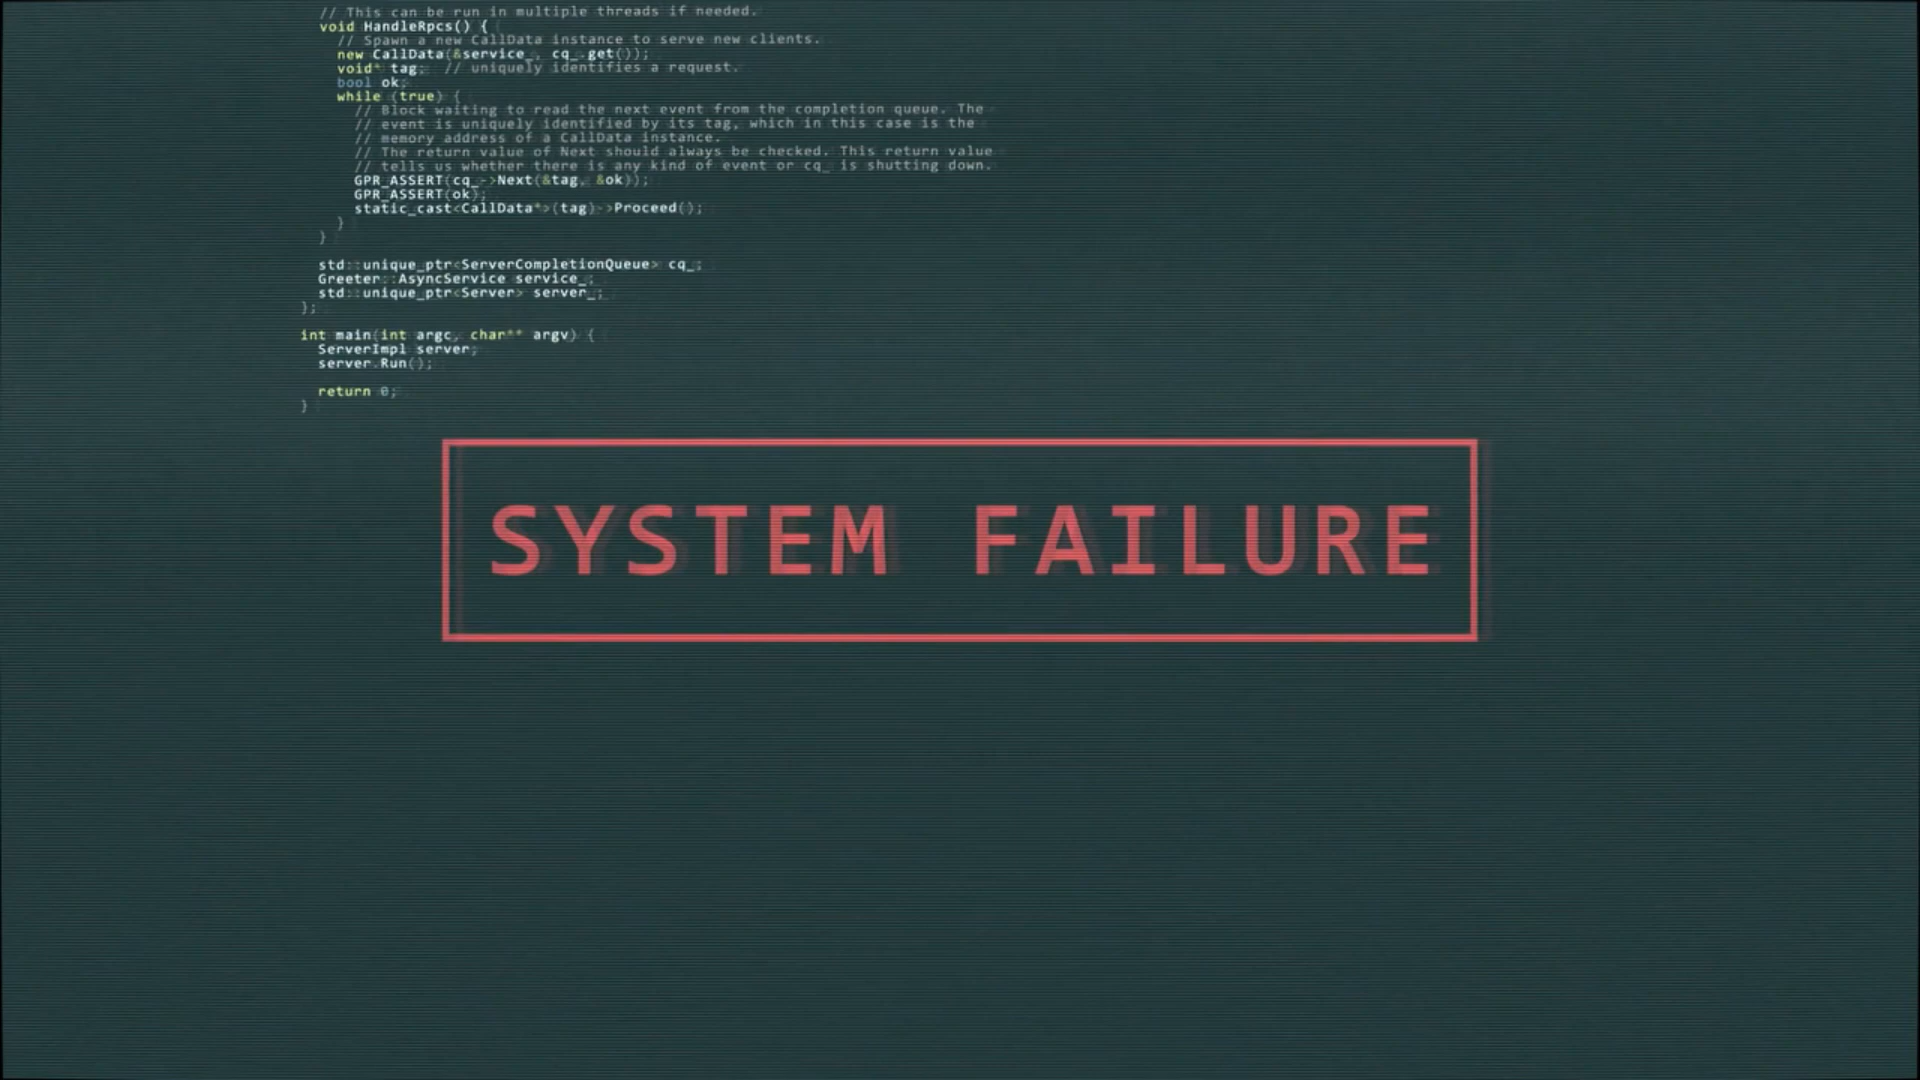 // This can be run in multiple threads if needed.
void HandleRpcs() {
// Spawn a new CallData instance to serve new clients.
new CallData(&service_, cq_.get());
void* tag;  // uniquely identifies a request.
bool ok;
while (true) {
// Block waiting to read the next event from the completion queue. The
// event is uniquely identified by its tag, which in this case is the
// memory address of a CallData instance.
// The return value of Next should always be checked. This return value
// tells us whether there is any kind of event or cq_ is shutting down.
GPR_ASSERT(cq_->Next(&tag, &ok));
GPR_ASSERT(ok);
static_cast<CallData*>(tag)->Proceed();
}
}
std::unique_ptr<ServerCompletionQueue> cq_;
Greeter::AsyncService service_;
std::unique_ptr<Server> server_;
};
int main(int argc, char** argv) {
ServerImpl server;
server.Run();
return 0;
}
SYSTEM FAILURE